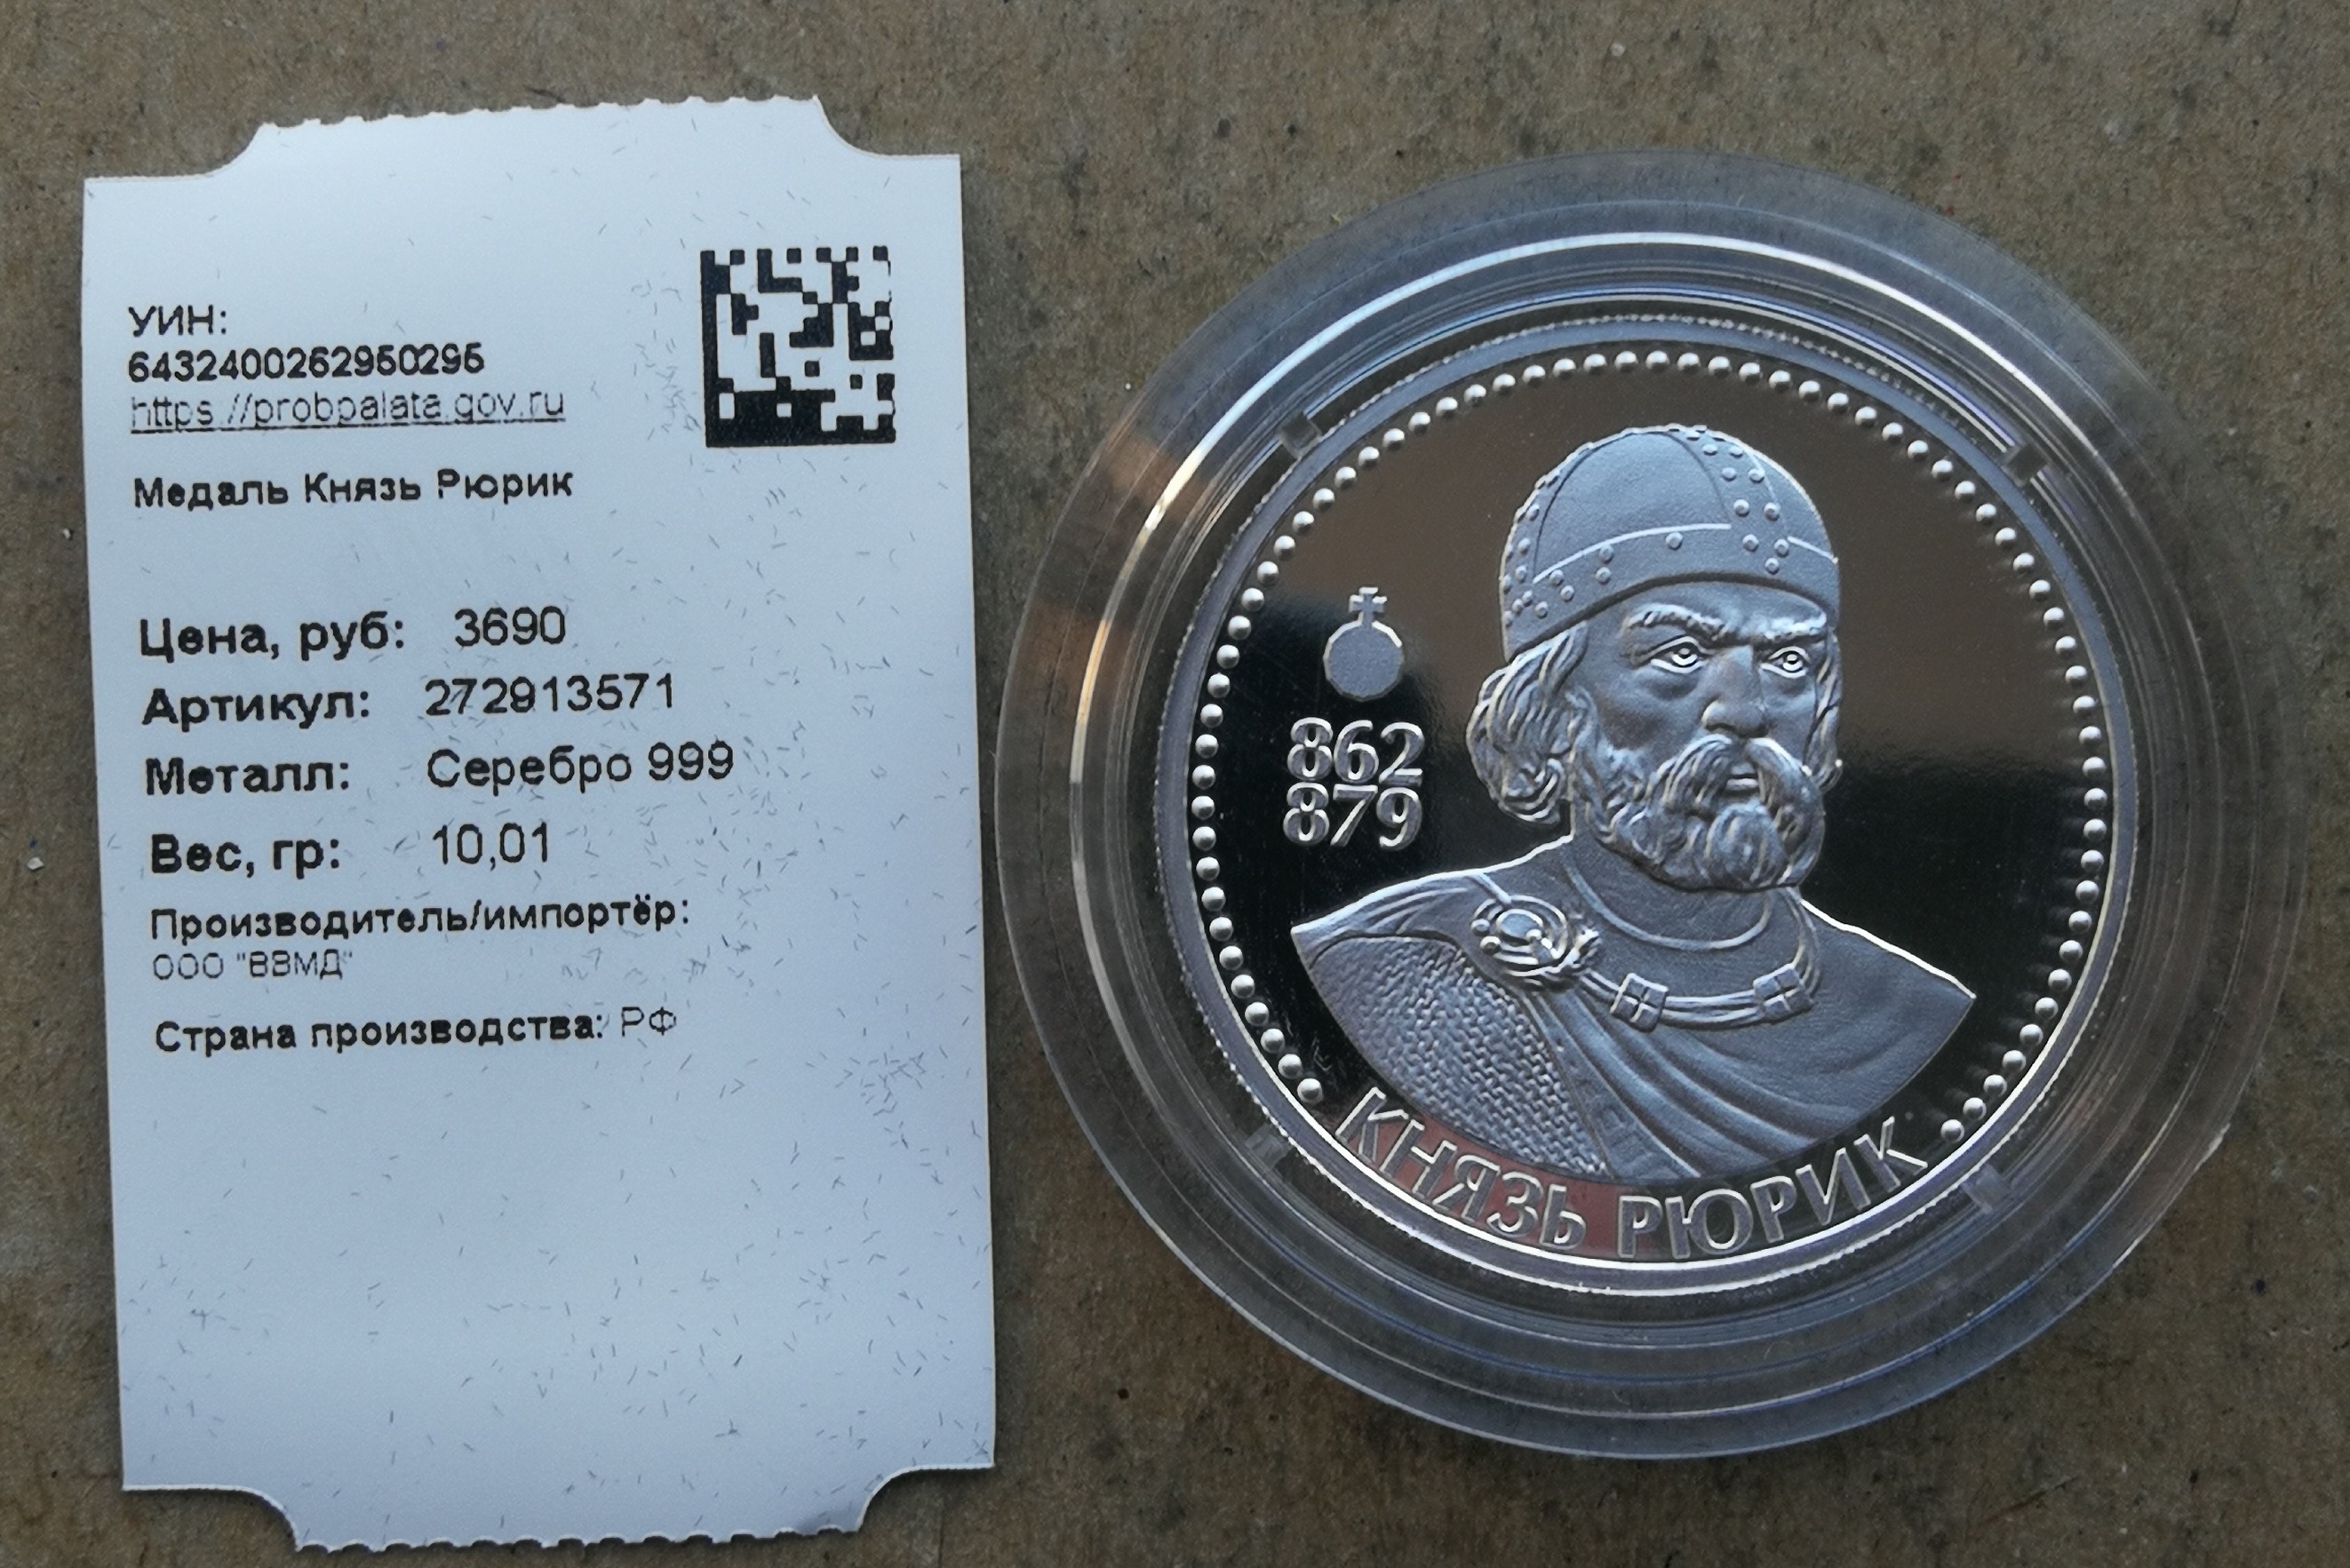 УИН:
6432400262950295
https://probpalata.gov.ru
Медаль Князь Рюрик
Цена, руб: 3690
Артикул: 272913571
Металл: Серебро 999
Вес, гр: 10,01
Производитель/импортёр:
ООО "ВВМД"
Страна производства: РФ
862
879
КНЯЗЬ РЮРИК